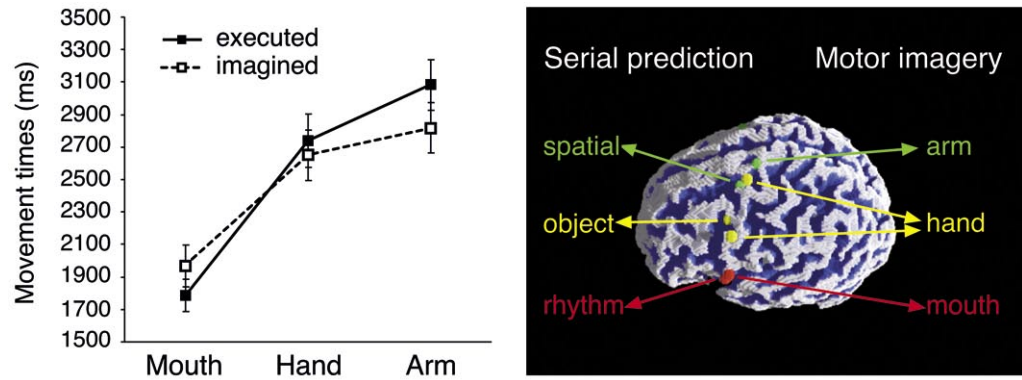 Movement times (ms)
3500
3300
3100
2900
2700
2500
2300
2100
1900
1700
1500
executed
imagined
Mouth Hand Arm
Serial prediction Motor imagery
spatial arm
object hand
rhythm mouth